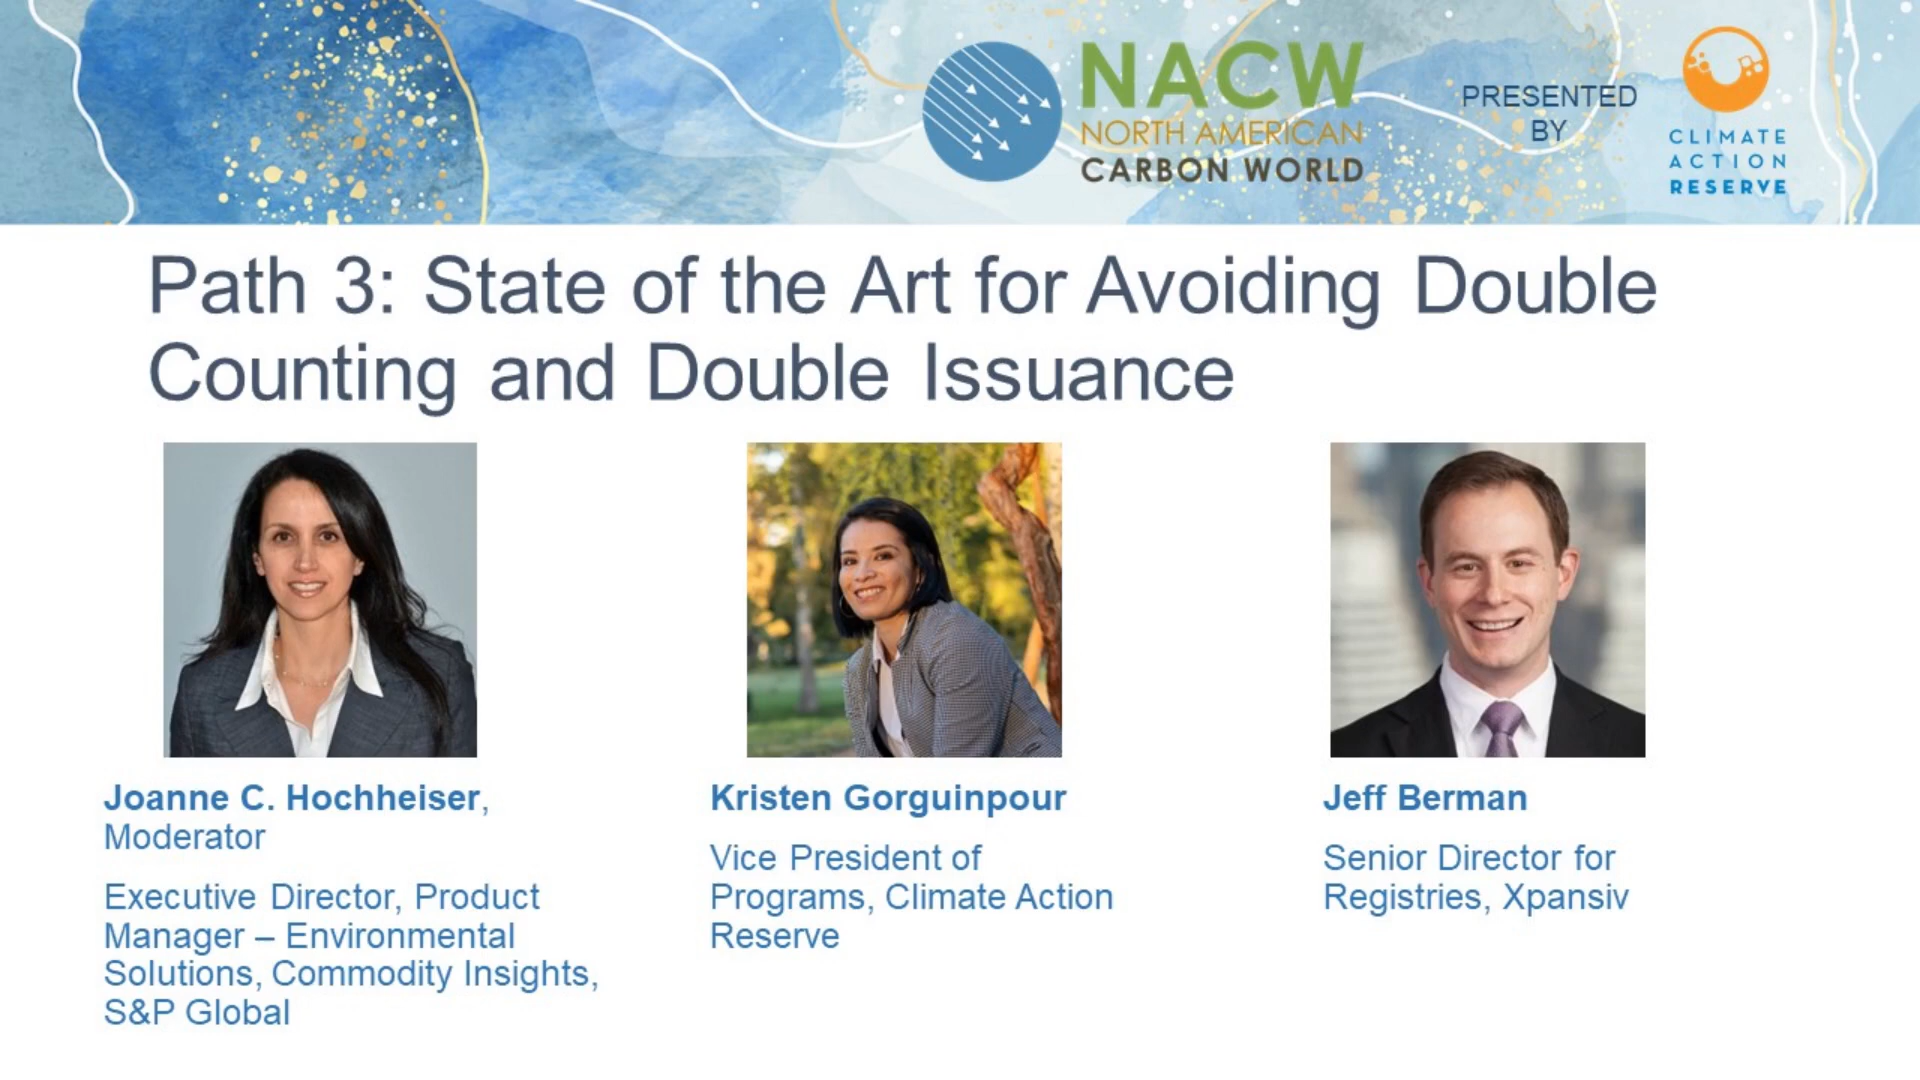 NACW
NORTH AMERICAN
CARBON WORLD
PRESENTED
BY
CLIMATE
ACTION
RESERVE
Path 3: State of the Art for Avoiding Double
Counting and Double Issuance
Joanne C. Hochheiser,
Moderator
Executive Director, Product
Manager – Environmental
Solutions, Commodity Insights,
S&P Global
Kristen Gorguinpour
Vice President of
Programs, Climate Action
Reserve
Jeff Berman
Senior Director for
Registries, Xpansiv